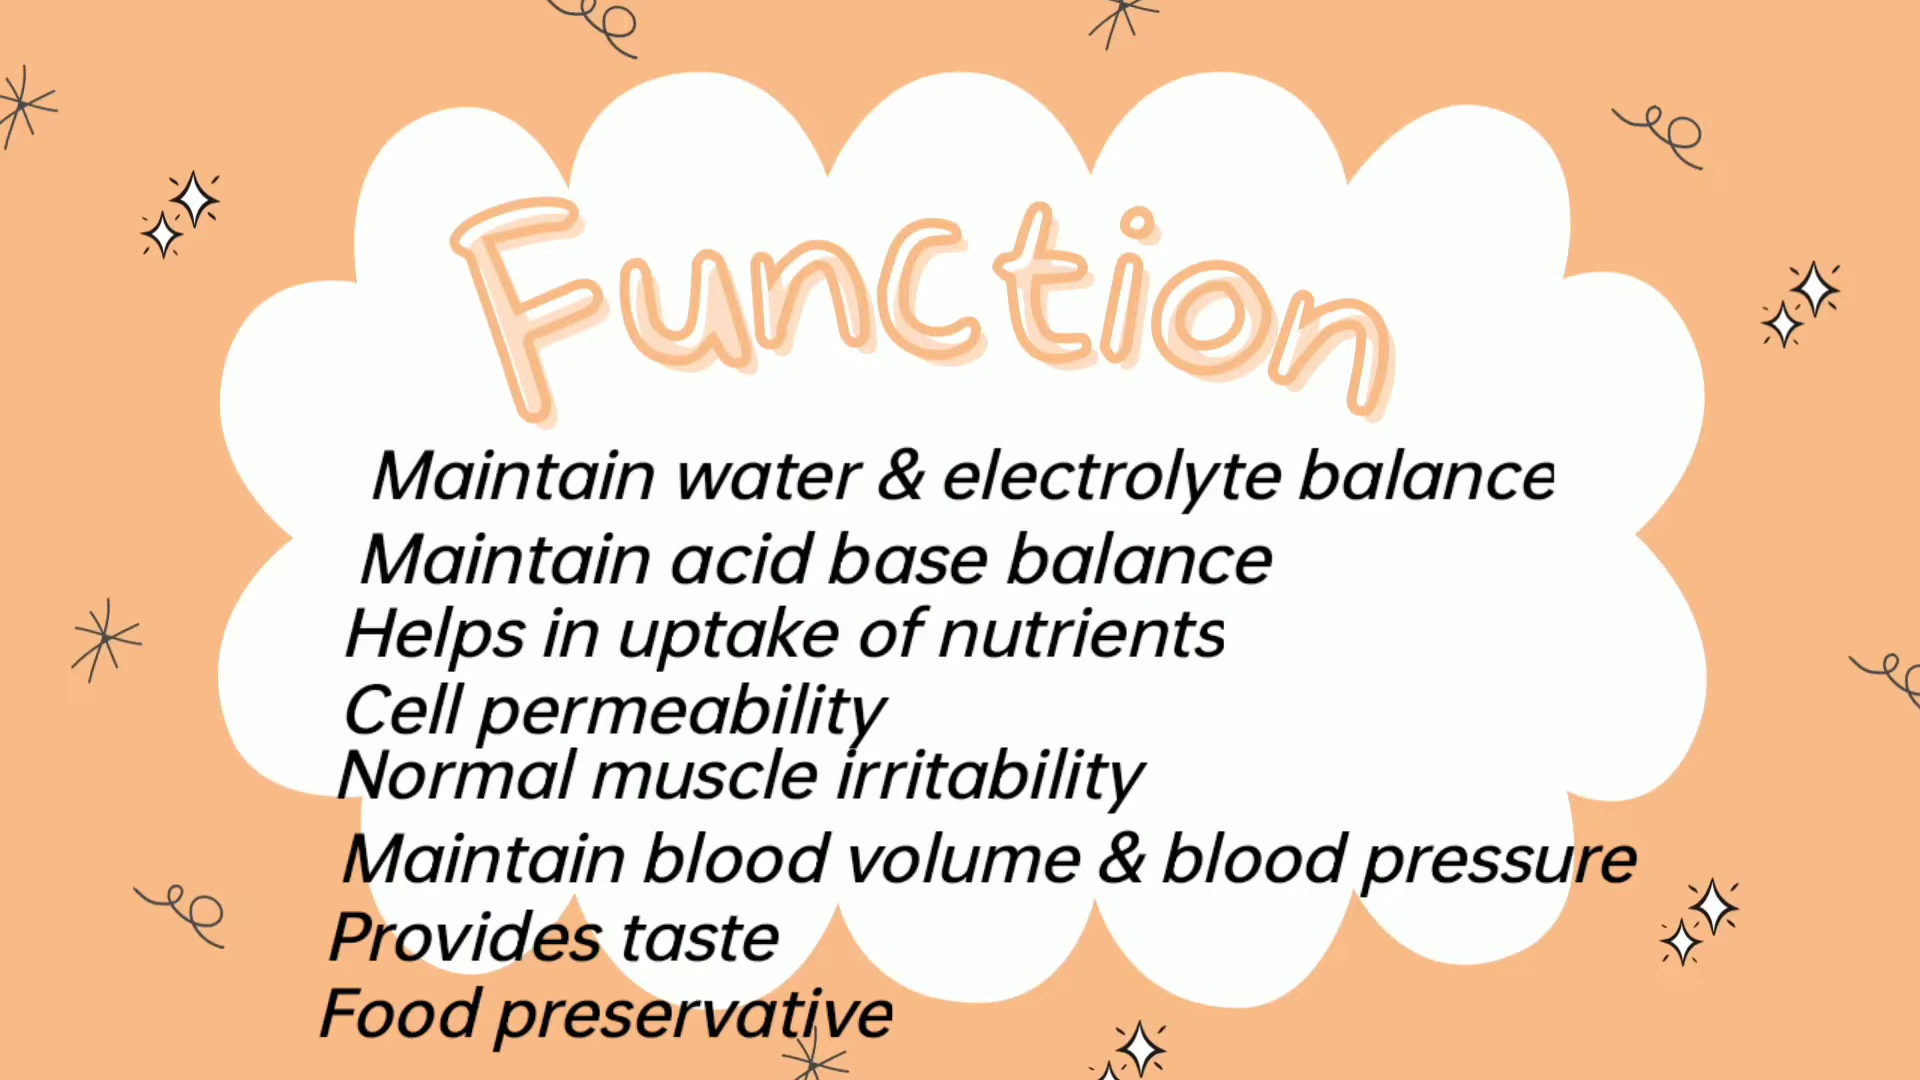 Function
Maintain water & electrolyte balance
Maintain acid base balance
Helps in uptake of nutrients
Cell permeability
Normal muscle irritability
Maintain blood volume & blood pressure
Provides taste
Food preservative